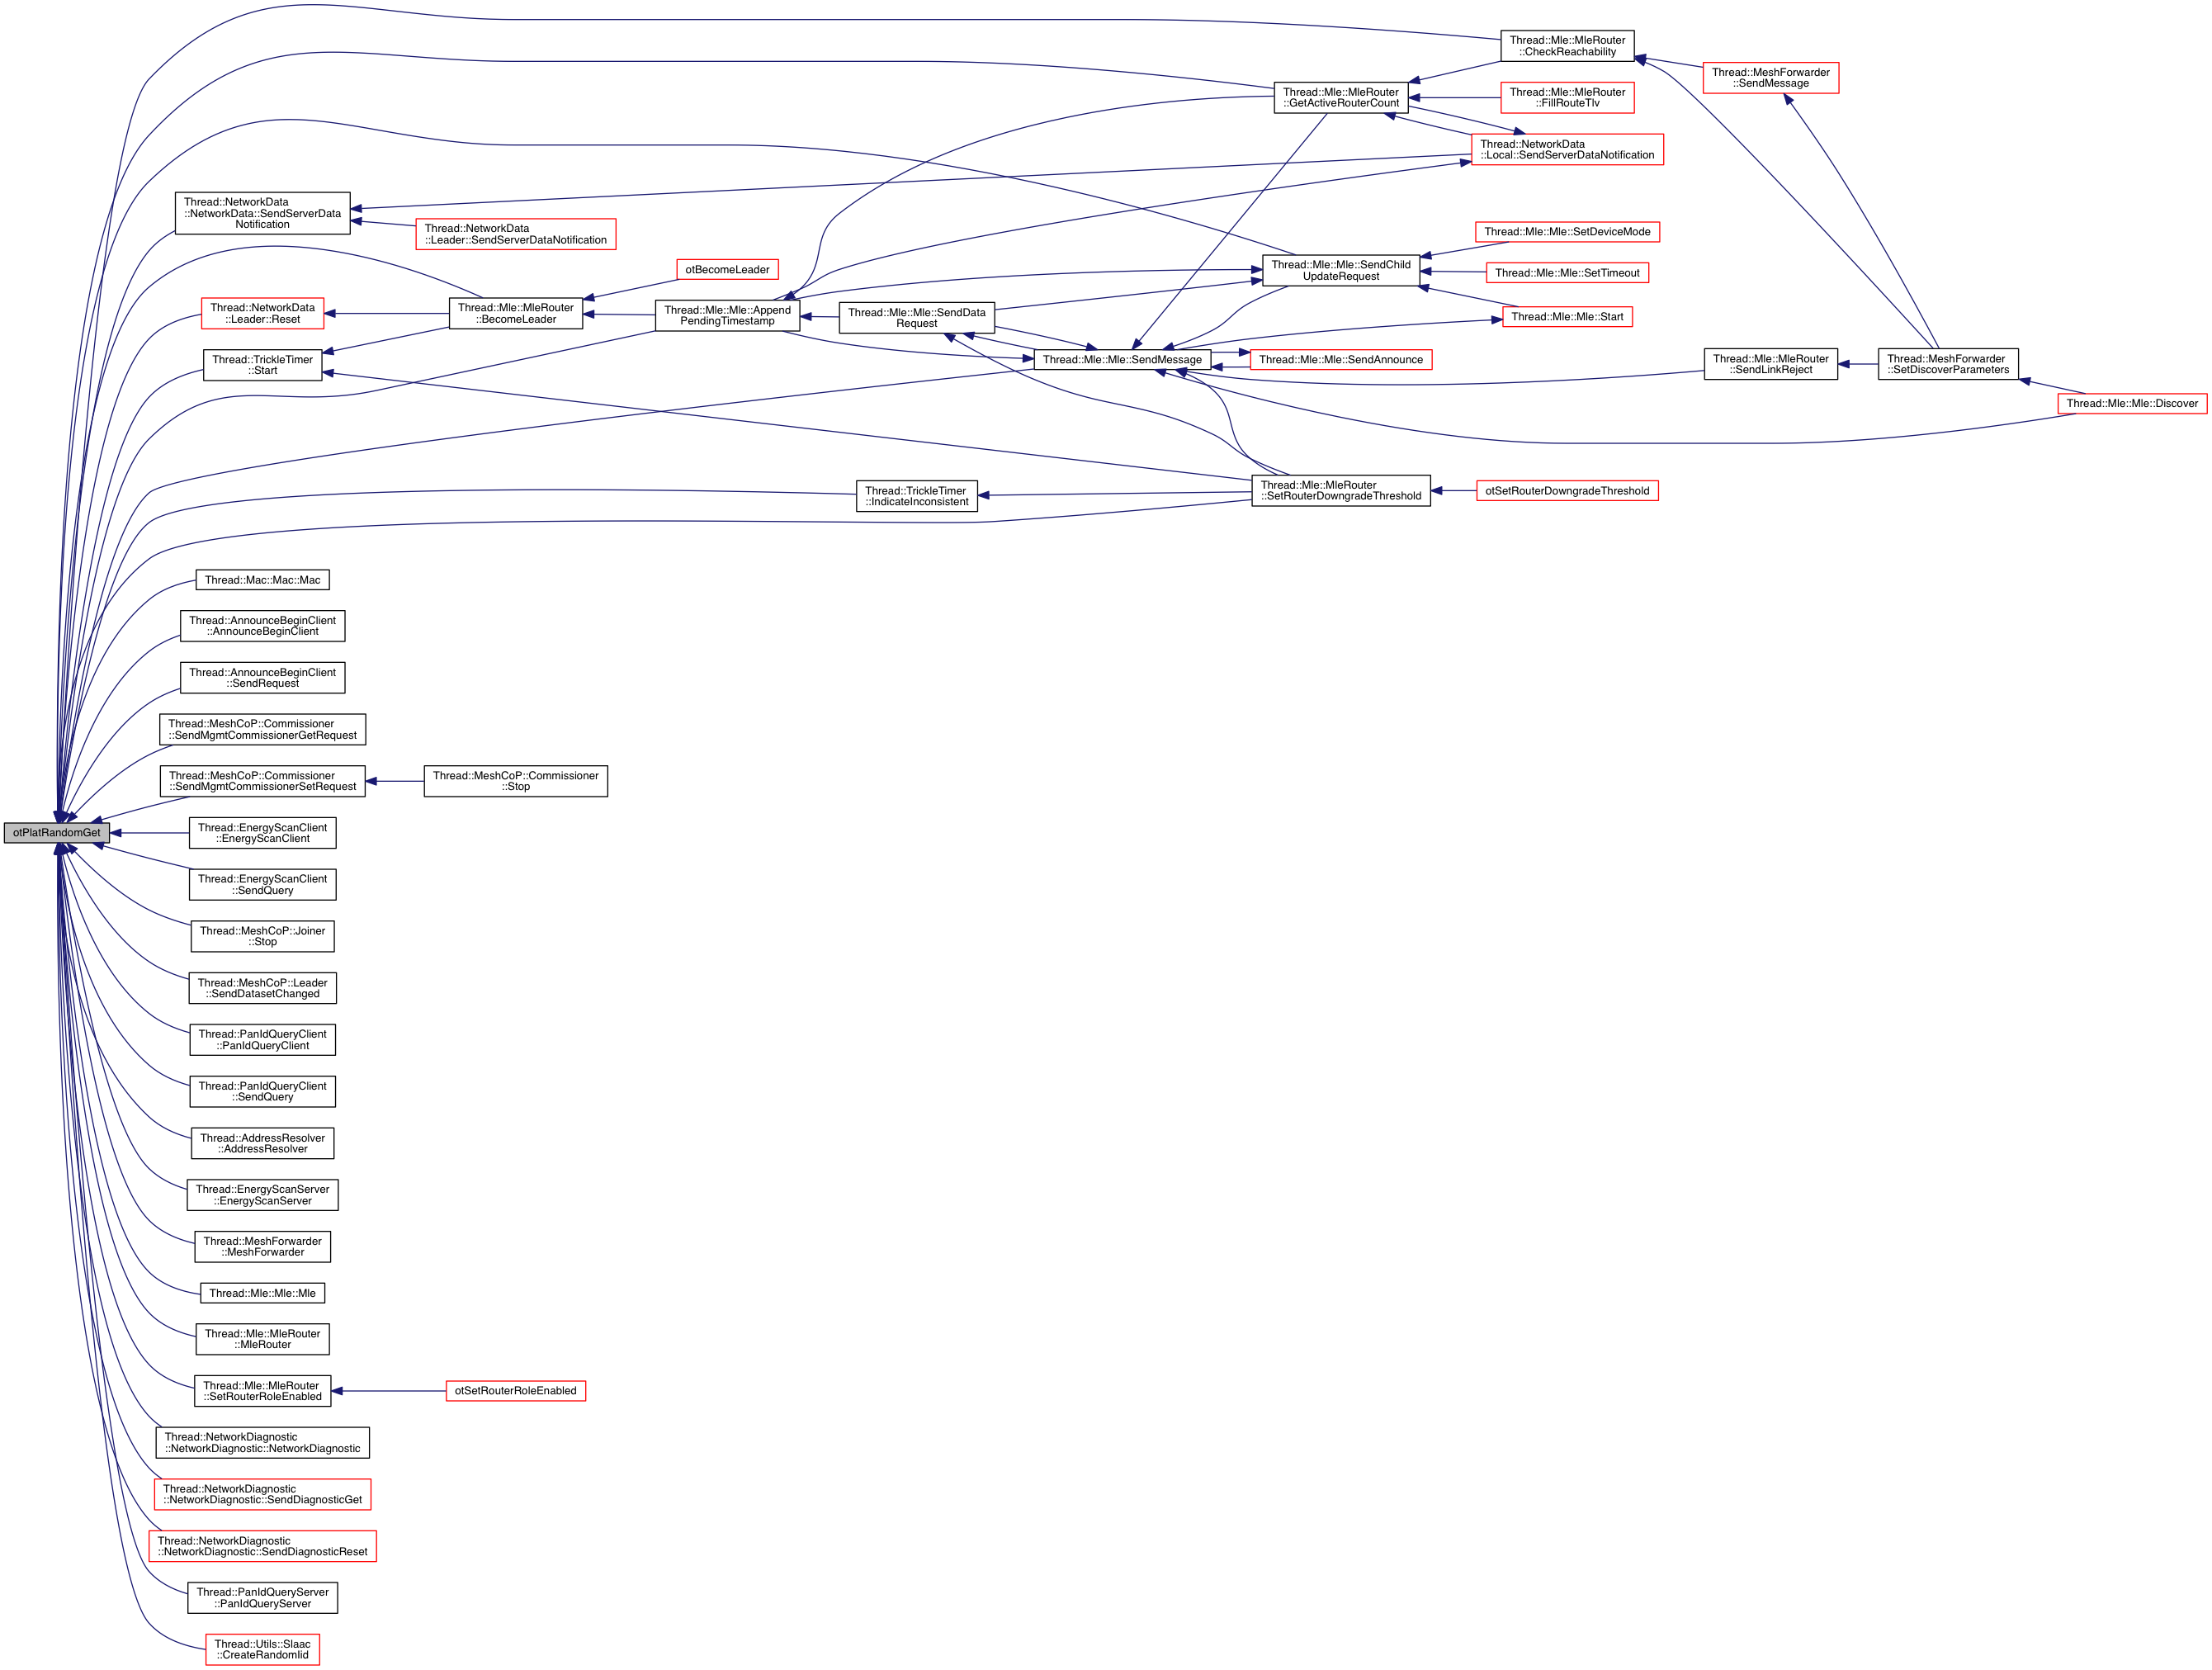 Thread::Mle::MleRouter
::CheckReachability
Thread::MeshForwarder
::SendMessage
Thread::Mle::MleRouter
::GetActiveRouterCount
Thread::Mle::MleRouter
::FillRouteTlv
Thread::NetworkData
::Local::SendServerDataNotification
Thread::NetworkData
::NetworkData::SendServerData
Notification
Thread::NetworkData
::Leader::SendServerDataNotification
Thread::Mle::Mle::SetDeviceMode
Thread::Mle::Mle::SendChild
UpdateRequest
Thread::Mle::Mle::SetTimeout
otBecomeLeader
Thread::NetworkData
::Leader::Reset
Thread::Mle::MleRouter
::BecomeLeader
Thread::Mle::Mle::Append
PendingTimestamp
Thread::Mle::Mle::SendData
Request
Thread::Mle::Mle::Start
Thread::TrickleTimer
::Start
Thread::Mle::Mle::SendMessage
Thread::Mle::Mle::SendAnnounce
Thread::Mle::MleRouter
::SendLinkReject
Thread::MeshForwarder
::SetDiscoverParameters
Thread::Mle::Mle::Discover
Thread::TrickleTimer
::IndicateInconsistent
Thread::Mle::MleRouter
::SetRouterDowngradeThreshold
otSetRouterDowngradeThreshold
Thread::Mac::Mac::Mac
Thread::AnnounceBeginClient
::AnnounceBeginClient
Thread::AnnounceBeginClient
::SendRequest
Thread::MeshCoP::Commissioner
::SendMgmtCommissionerGetRequest
Thread::MeshCoP::Commissioner
::SendMgmtCommissionerSetRequest
Thread::MeshCoP::Commissioner
::Stop
otPlatRandomGet
Thread::EnergyScanClient
::EnergyScanClient
Thread::EnergyScanClient
::SendQuery
Thread::MeshCoP::Joiner
::Stop
Thread::MeshCoP::Leader
::SendDatasetChanged
Thread::PanIdQueryClient
::PanIdQueryClient
Thread::PanIdQueryClient
::SendQuery
Thread::AddressResolver
::AddressResolver
Thread::EnergyScanServer
::EnergyScanServer
Thread::MeshForwarder
::MeshForwarder
Thread::Mle::Mle::Mle
Thread::Mle::MleRouter
::MleRouter
Thread::Mle::MleRouter
::SetRouterRoleEnabled
otSetRouterRoleEnabled
Thread::NetworkDiagnostic
::NetworkDiagnostic::NetworkDiagnostic
Thread::NetworkDiagnostic
::NetworkDiagnostic::SendDiagnosticGet
Thread::NetworkDiagnostic
::NetworkDiagnostic::SendDiagnosticReset
Thread::PanIdQueryServer
::PanIdQueryServer
Thread::Utils::Slaac
::CreateRandomIid